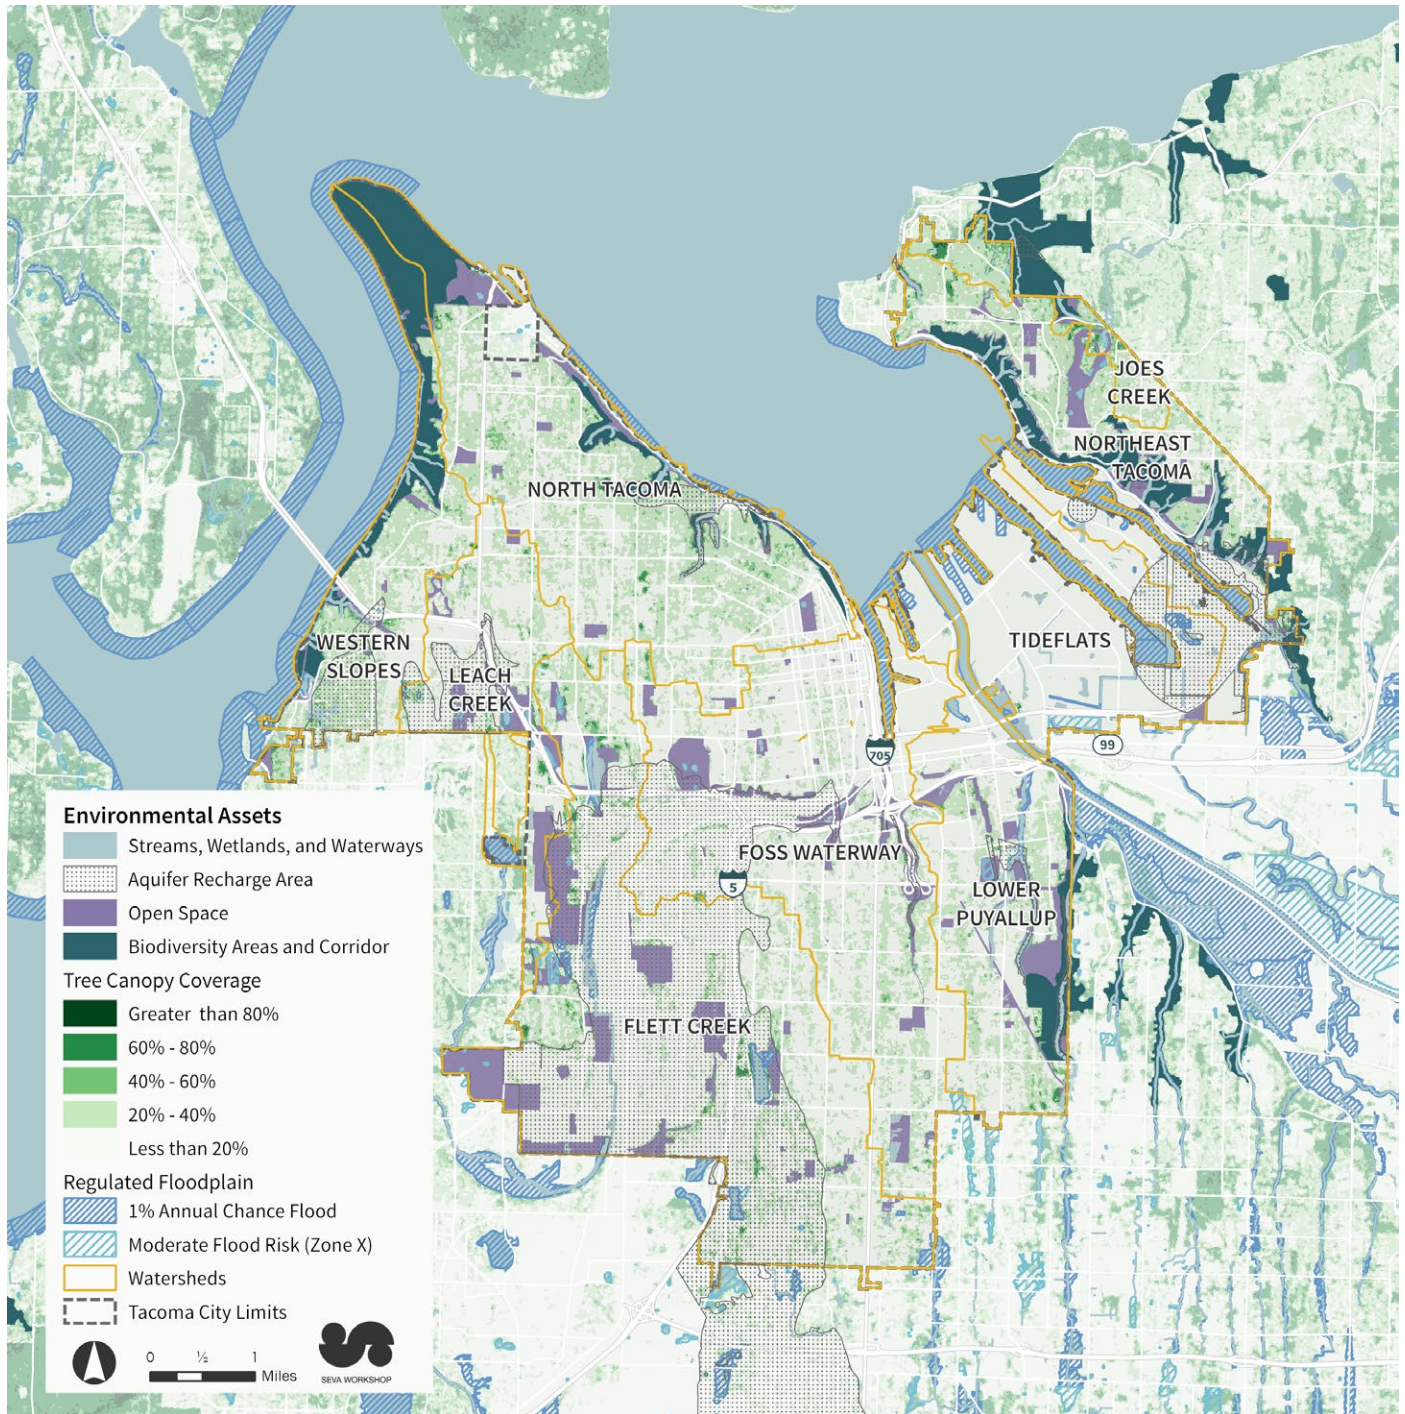 JOES
CREEK
NORTHEAST
TACOMA
NORTH TACOMA
TIDEFLATS
WESTERN
SLOPES
LEACH
CREEK
99
705
FOSS WATERWAY
5
LOWER
PUYALLUP
FLETT CREEK
Environmental Assets
Streams, Wetlands, and Waterways
Aquifer Recharge Area
Open Space
Biodiversity Areas and Corridor
Tree Canopy Coverage
Greater than 80%
60% - 80%
40% - 60%
20% - 40%
Less than 20%
Regulated Floodplain
1% Annual Chance Flood
Moderate Flood Risk (Zone X)
Watersheds
Tacoma City Limits
0 ½ 1
Miles
SEVA WORKSHOP